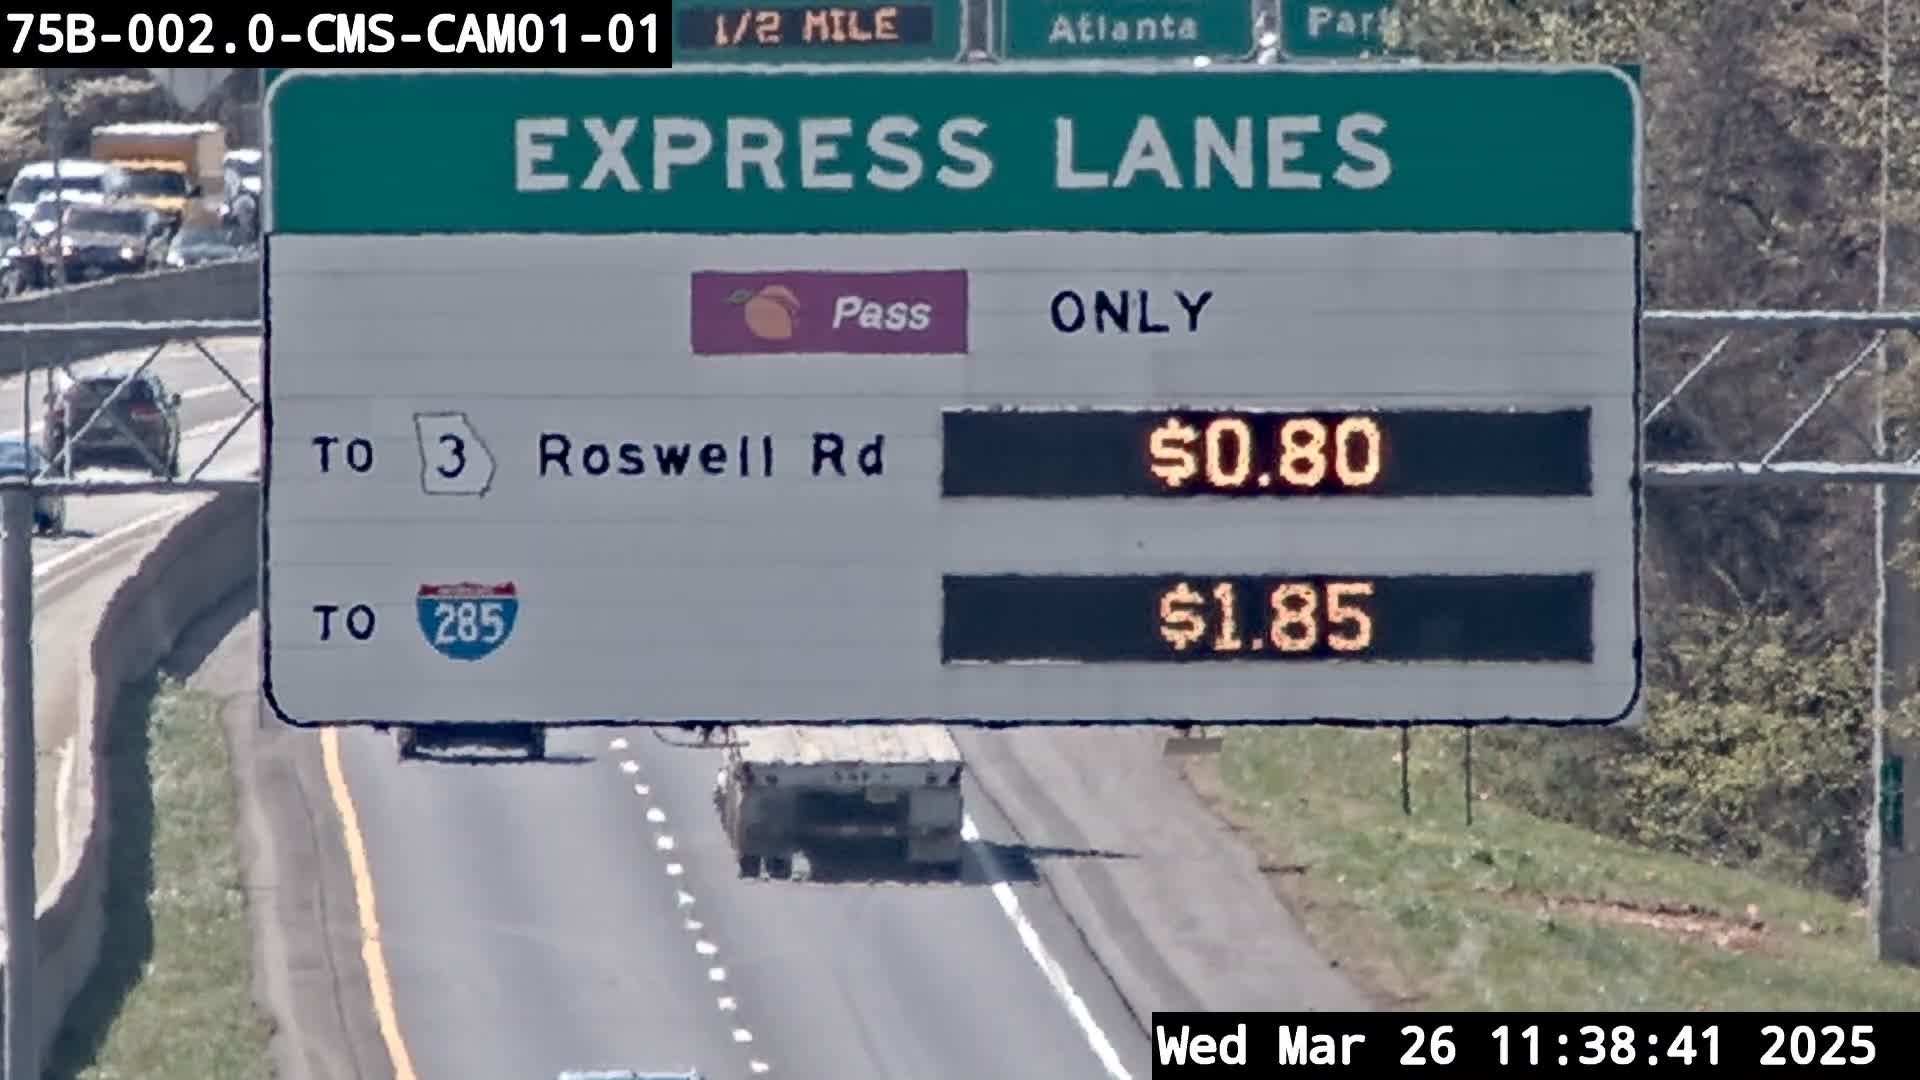 75B-002.0-CMS-CAM01-01
1/2 MILE
Atlanta
EXPRESS LANES
Pass ONLY
TO 3 Roswell Rd $0.80
TO 285 $1.85
Wed Mar 26 11:38:41 2025